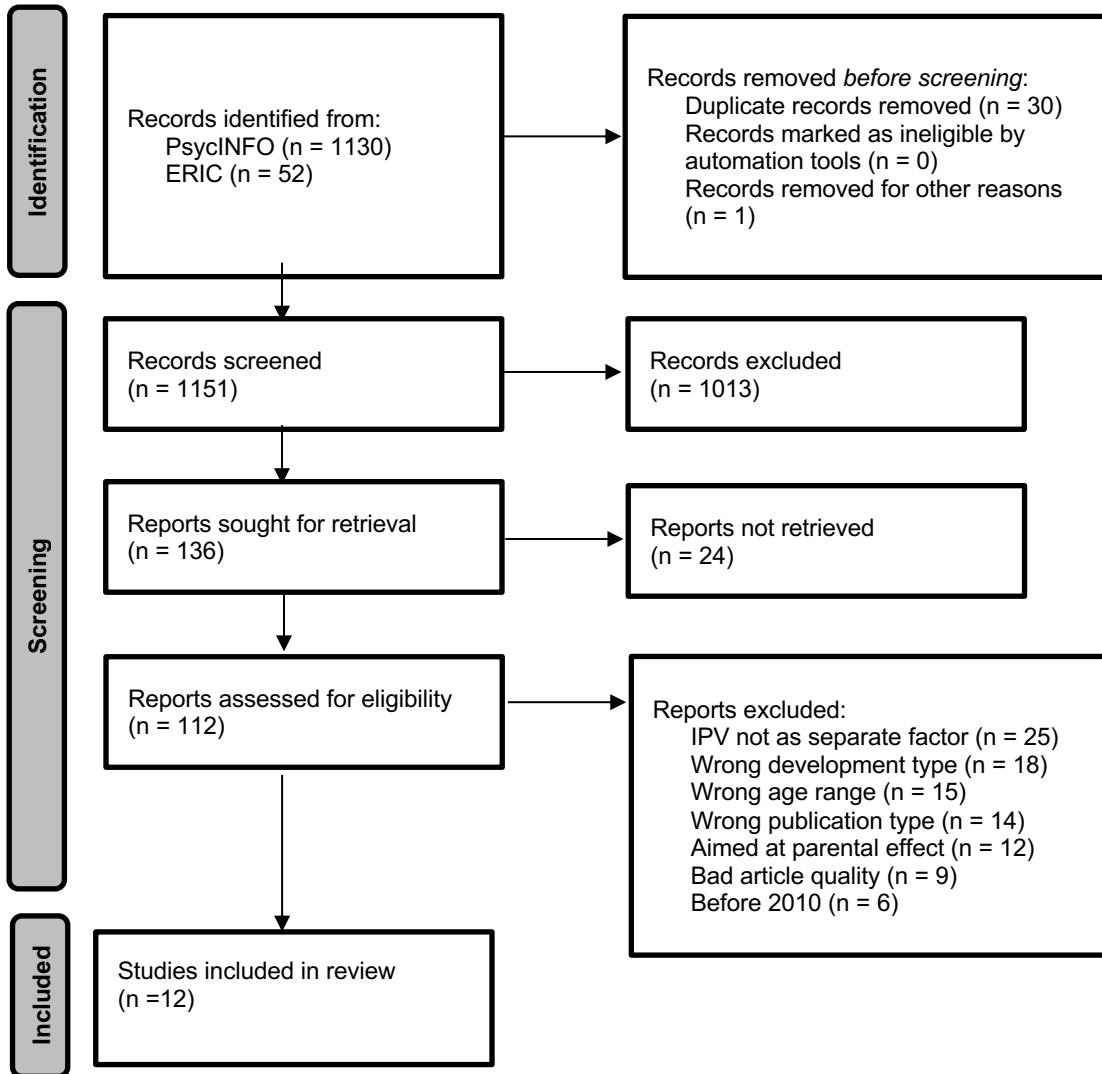 Identification
Records identified from:
PsycINFO (n = 1130)
ERIC (n = 52)
Records removed before screening:
Duplicate records removed (n = 30)
Records marked as ineligible by
automation tools (n = 0)
Records removed for other reasons
(n = 1)
Screening
Records screened
(n = 1151)
Records excluded
(n = 1013)
Reports sought for retrieval
(n = 136)
Reports not retrieved
(n = 24)
Reports assessed for eligibility
(n = 112)
Reports excluded:
IPV not as separate factor (n = 25)
Wrong development type (n = 18)
Wrong age range (n = 15)
Wrong publication type (n = 14)
Aimed at parental effect (n = 12)
Bad article quality (n = 9)
Before 2010 (n = 6)
Included
Studies included in review
(n =12)